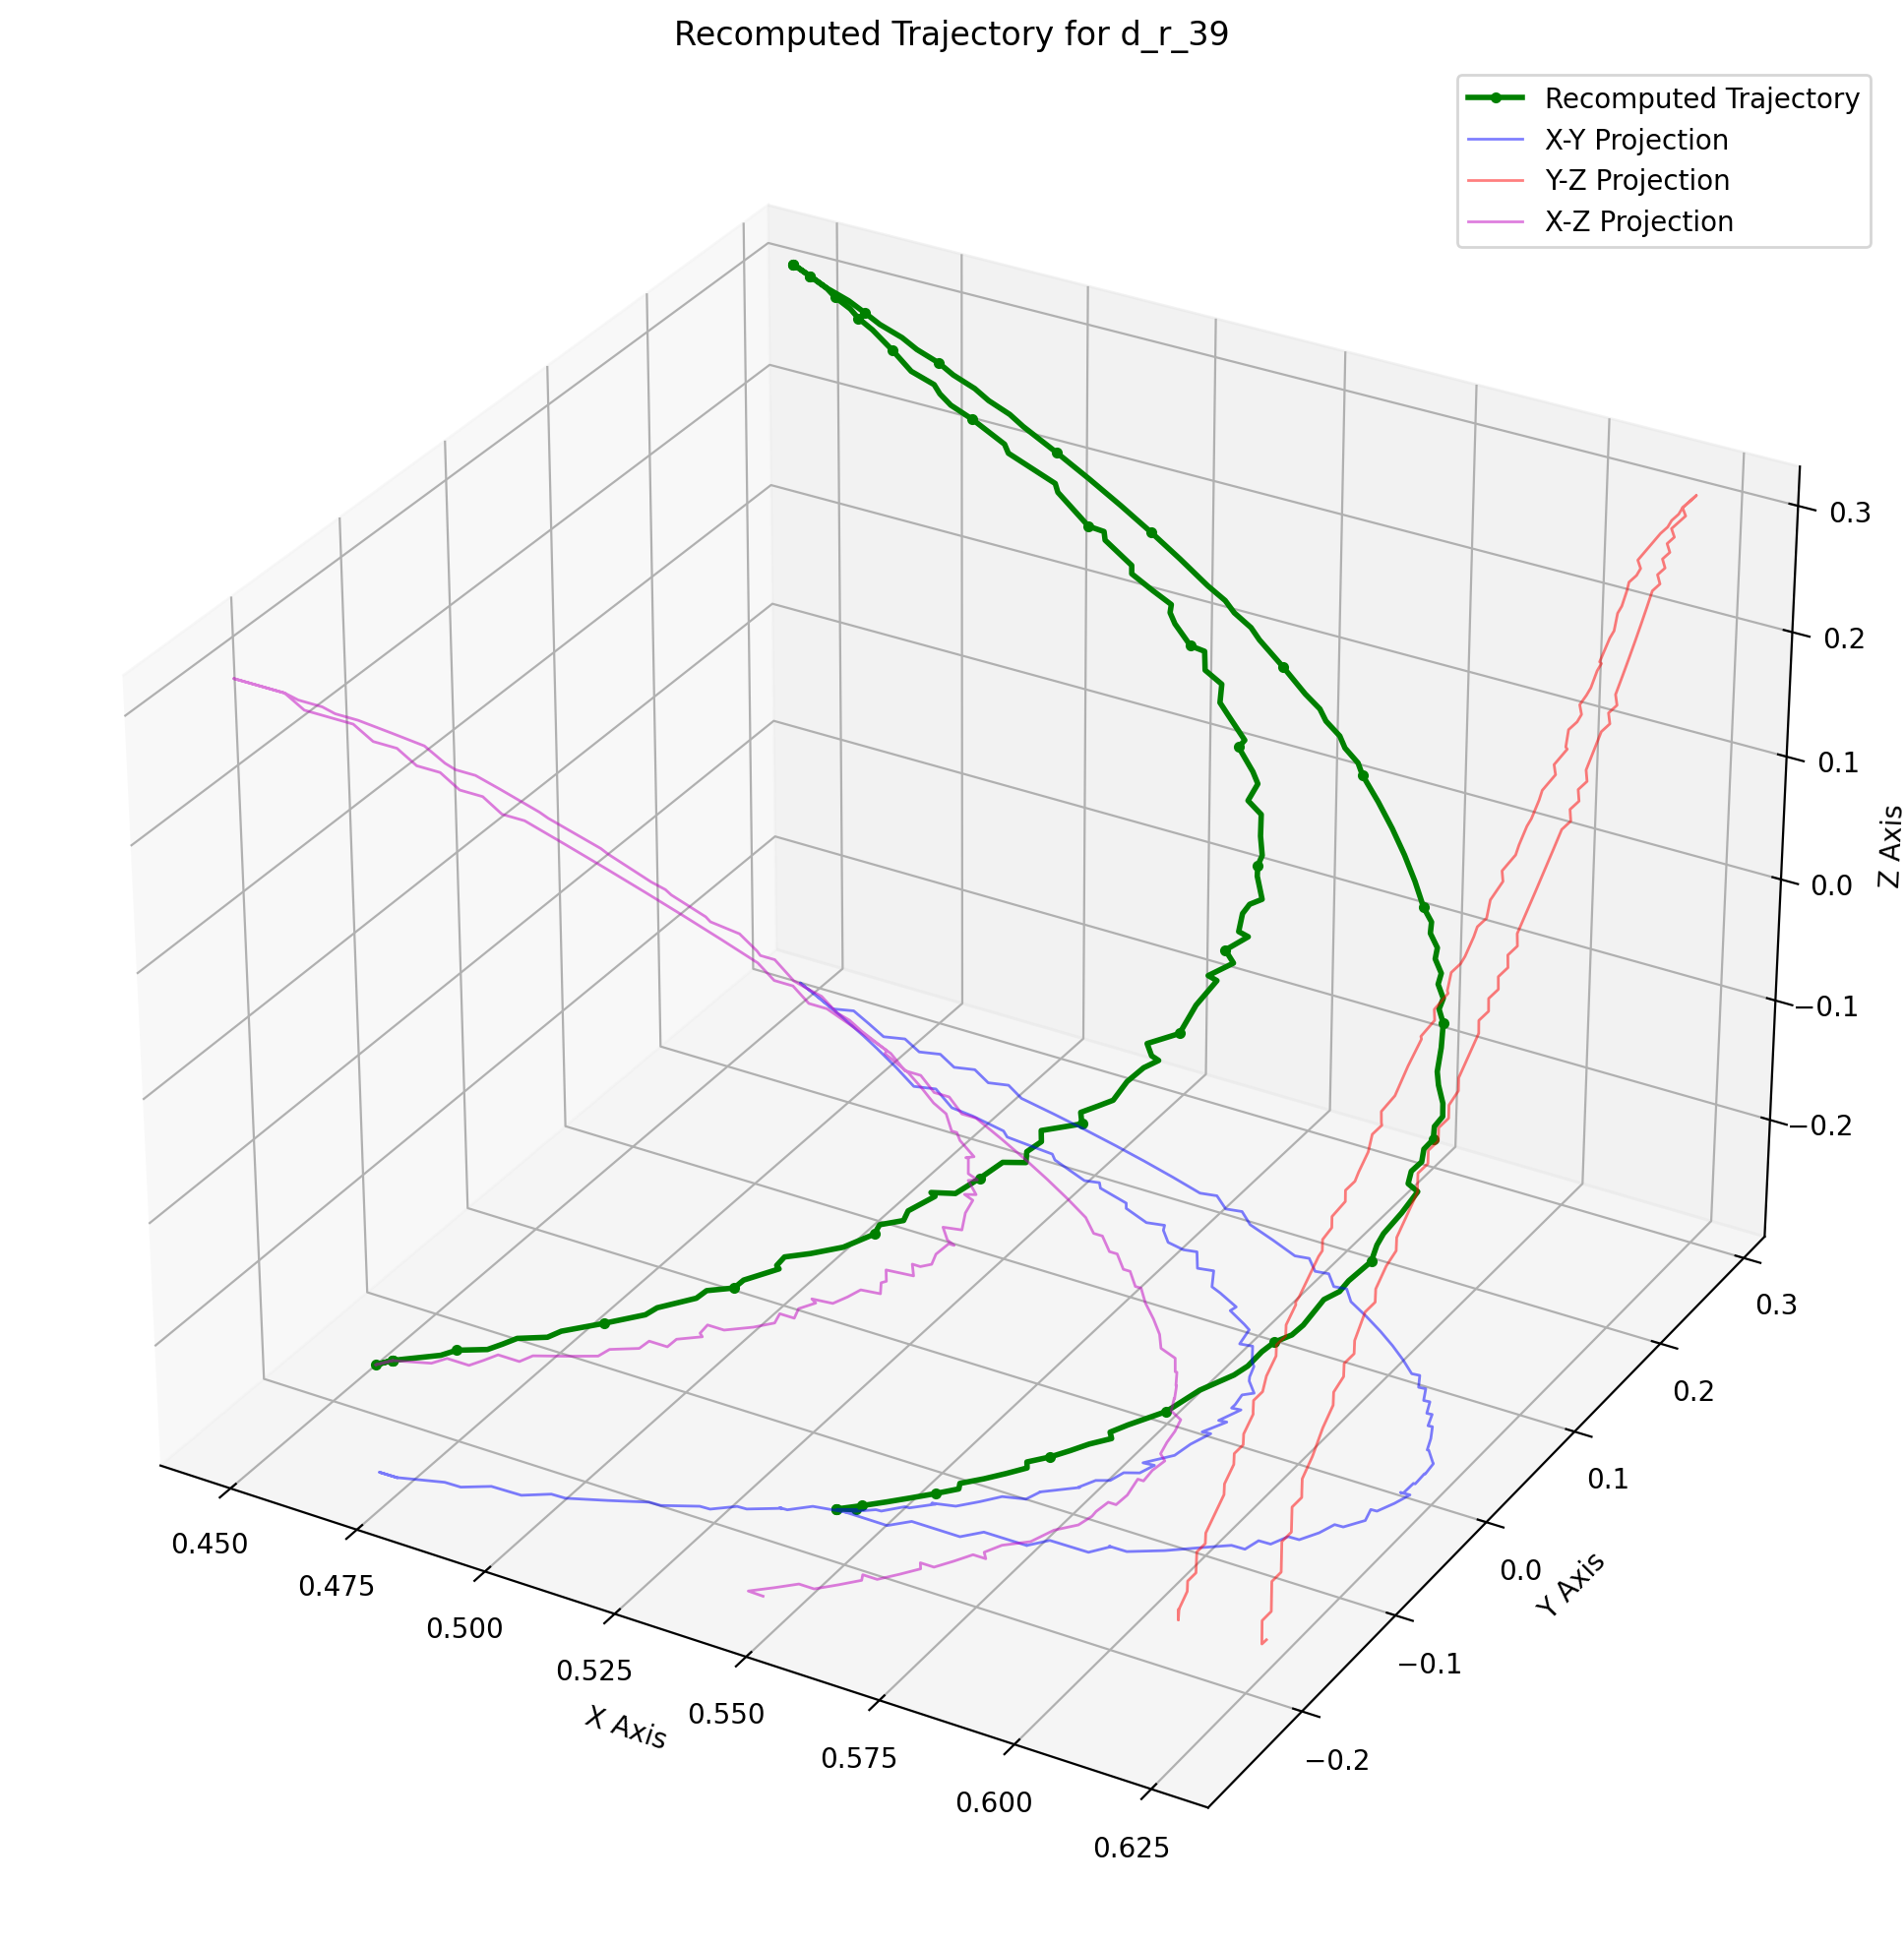 Recomputed Trajectory for d_r_39
Recomputed Trajectory
X-Y Projection
Y-Z Projection
X-Z Projection
0.3
0.2
0.1
0.0
−0.1
−0.2
Z Axis
0.3
0.2
0.1
0.0
−0.1
−0.2
Y Axis
0.450
0.475
0.500
0.525
0.550
0.575
0.600
0.625
X Axis